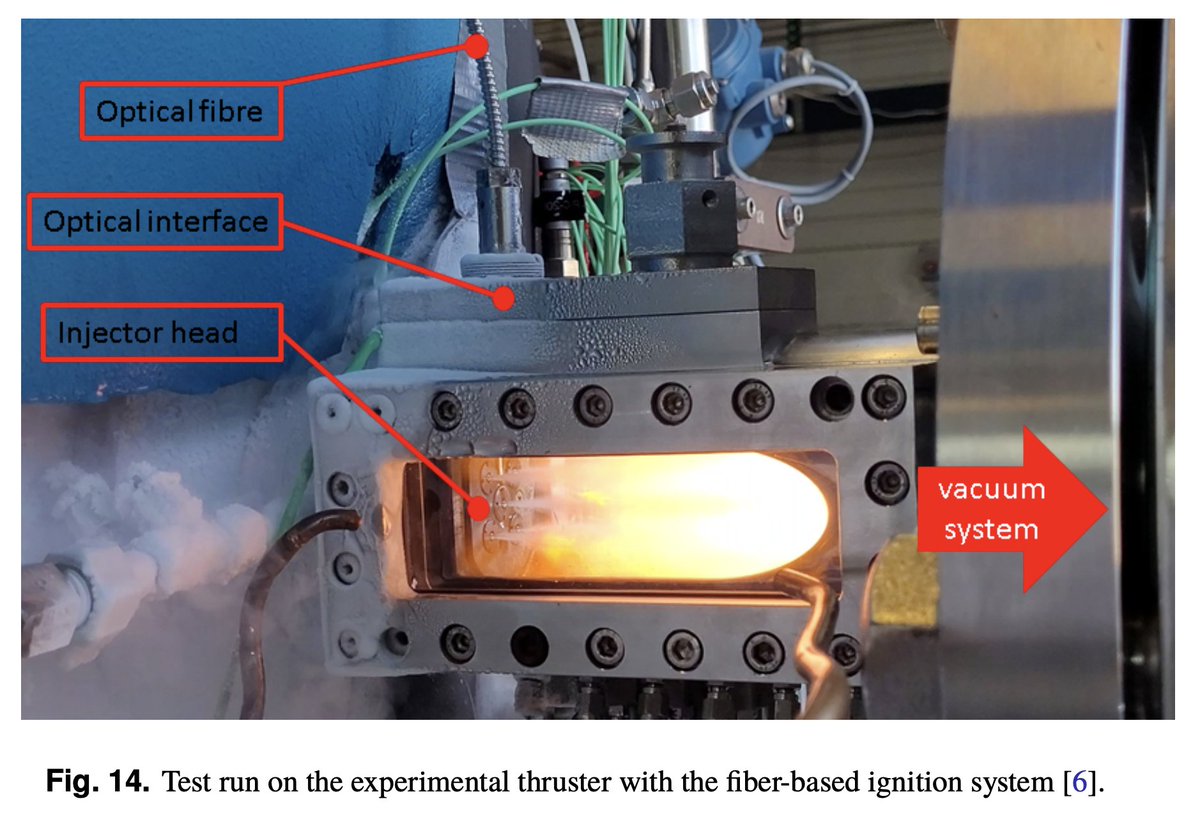 Optical fibre
Optical interface
Injector head
vacuum
system
Fig. 14. Test run on the experimental thruster with the fiber-based ignition system [6].